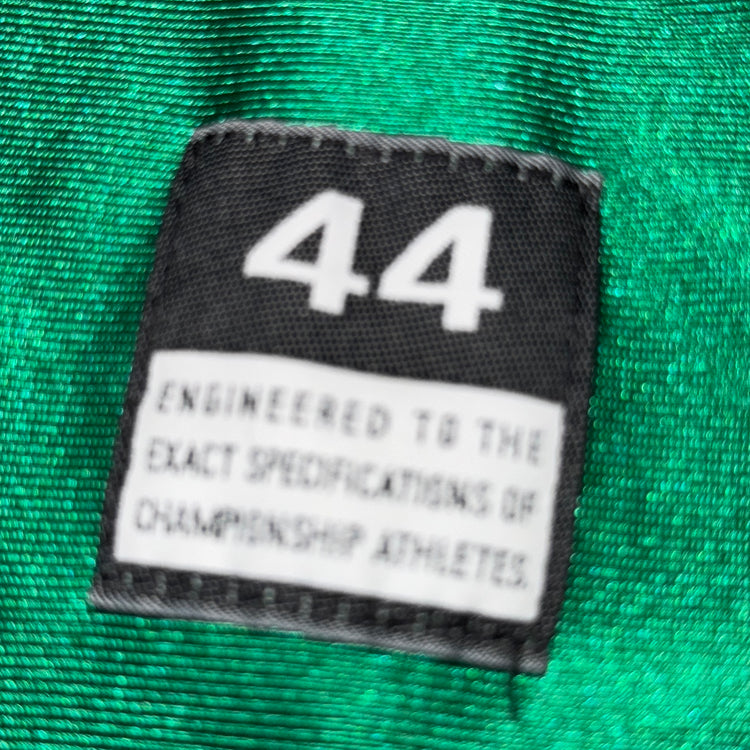 44
ENGINEERED TO THE
EXACT SPECIFICATIONS OF
CHAMPIONSHIP ATHLETES.